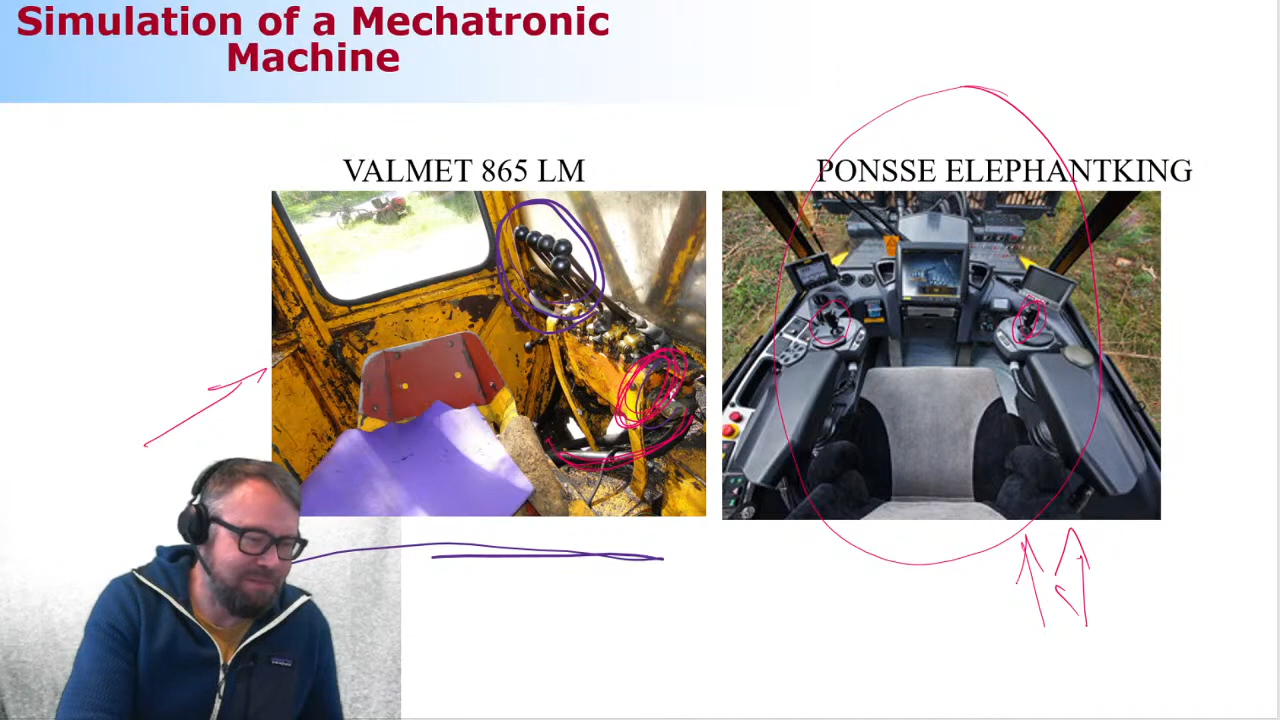 Simulation of a Mechatronic
Machine
VALMET 865 LM
PONSSE ELEPHANTKING